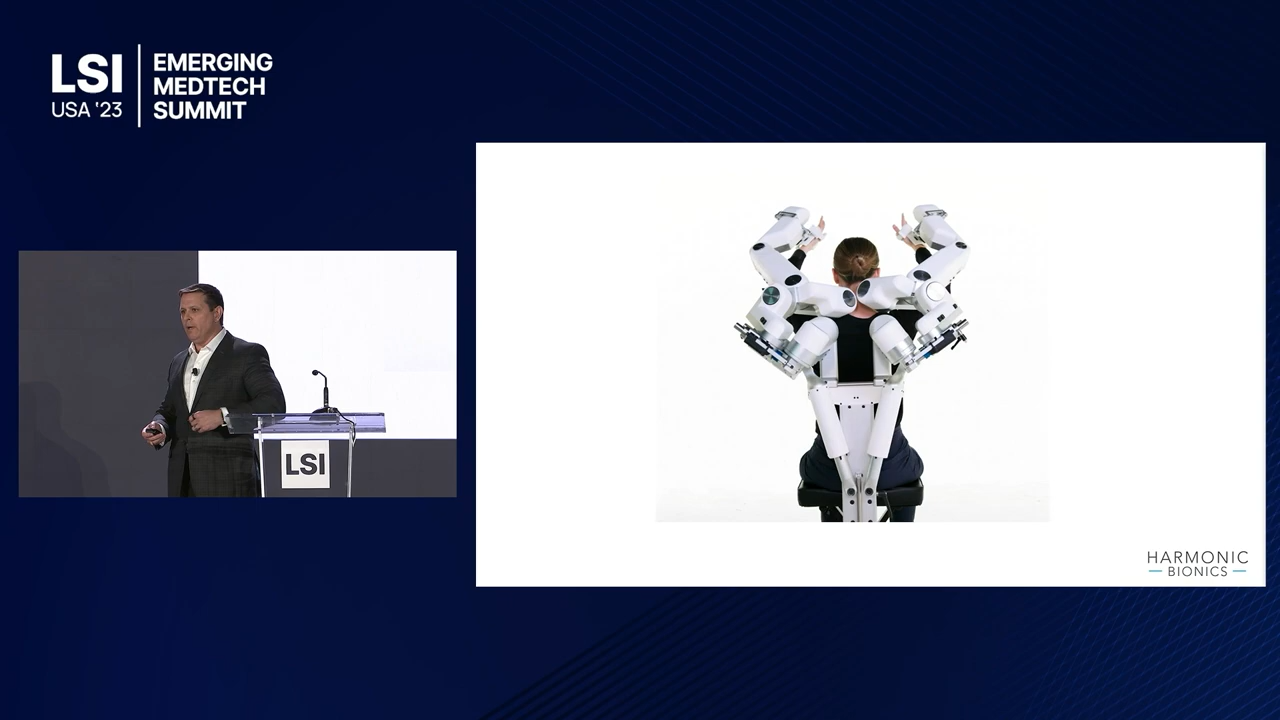 LSI
USA '23
EMERGING
MEDTECH
SUMMIT
LSI
HARMONIC
BIONICS